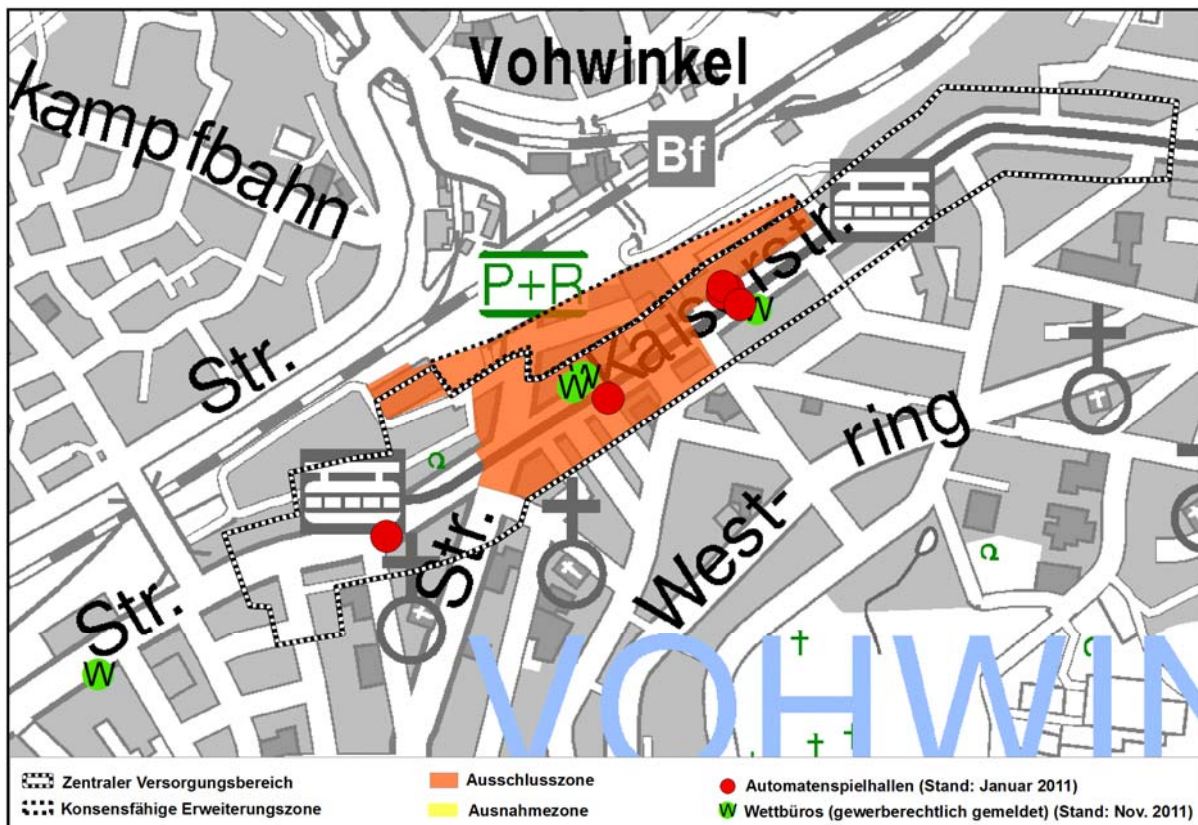 Vohwinkel
kampfbahn
Bf
P+R
Kaiserstr.
W
W
W
Str.
ring
West-
Str.
Str.
W
VOHWIN
Zentraler Versorgungsbereich
Konsensfähige Erweiterungszone
Ausschlusszone
Ausnahmezone
Automatenspielhallen (Stand: Januar 2011)
W Wettbüros (gewerberechtlich gemeldet) (Stand: Nov. 2011)